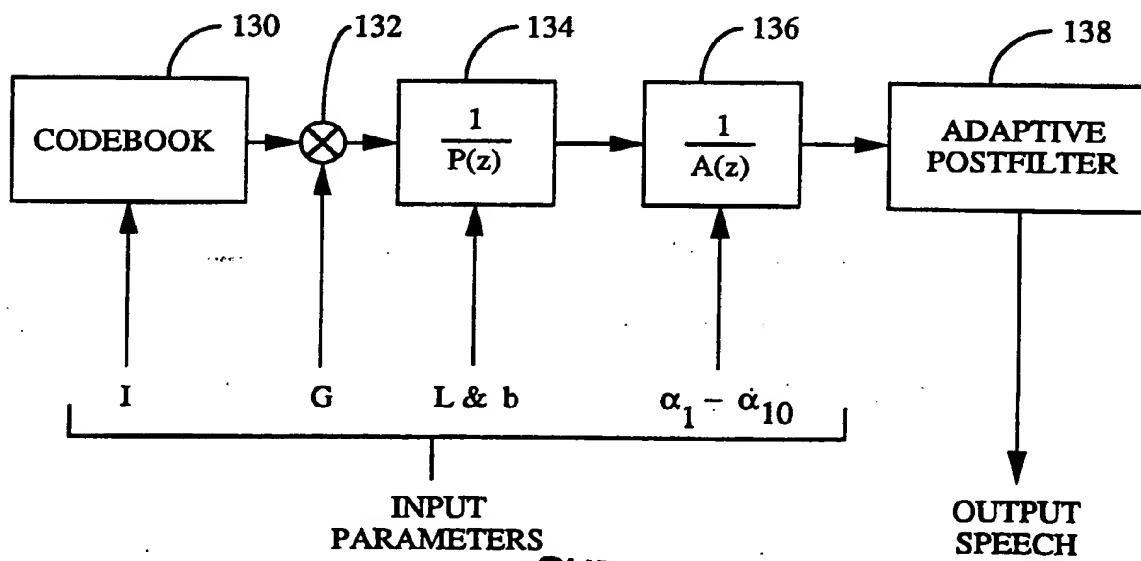 130
132
134
136
138
CODEBOOK
1
P(z)
1
A(z)
ADAPTIVE
POSTFILTER
I
G
L & b
α1 – α10
INPUT
PARAMETERS
OUTPUT
SPEECH